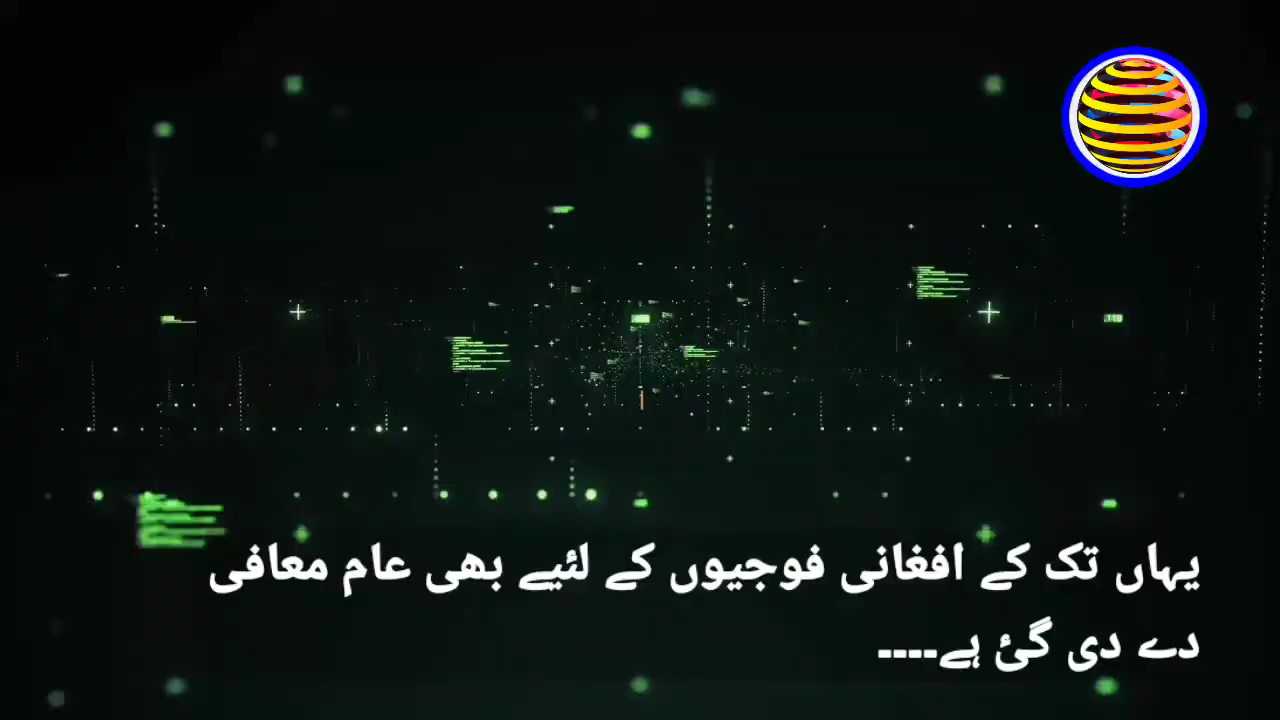 یہاں تک کے افغانی فوجیوں کے لئیے بھی عام معافی
دے دی گئ ہے----